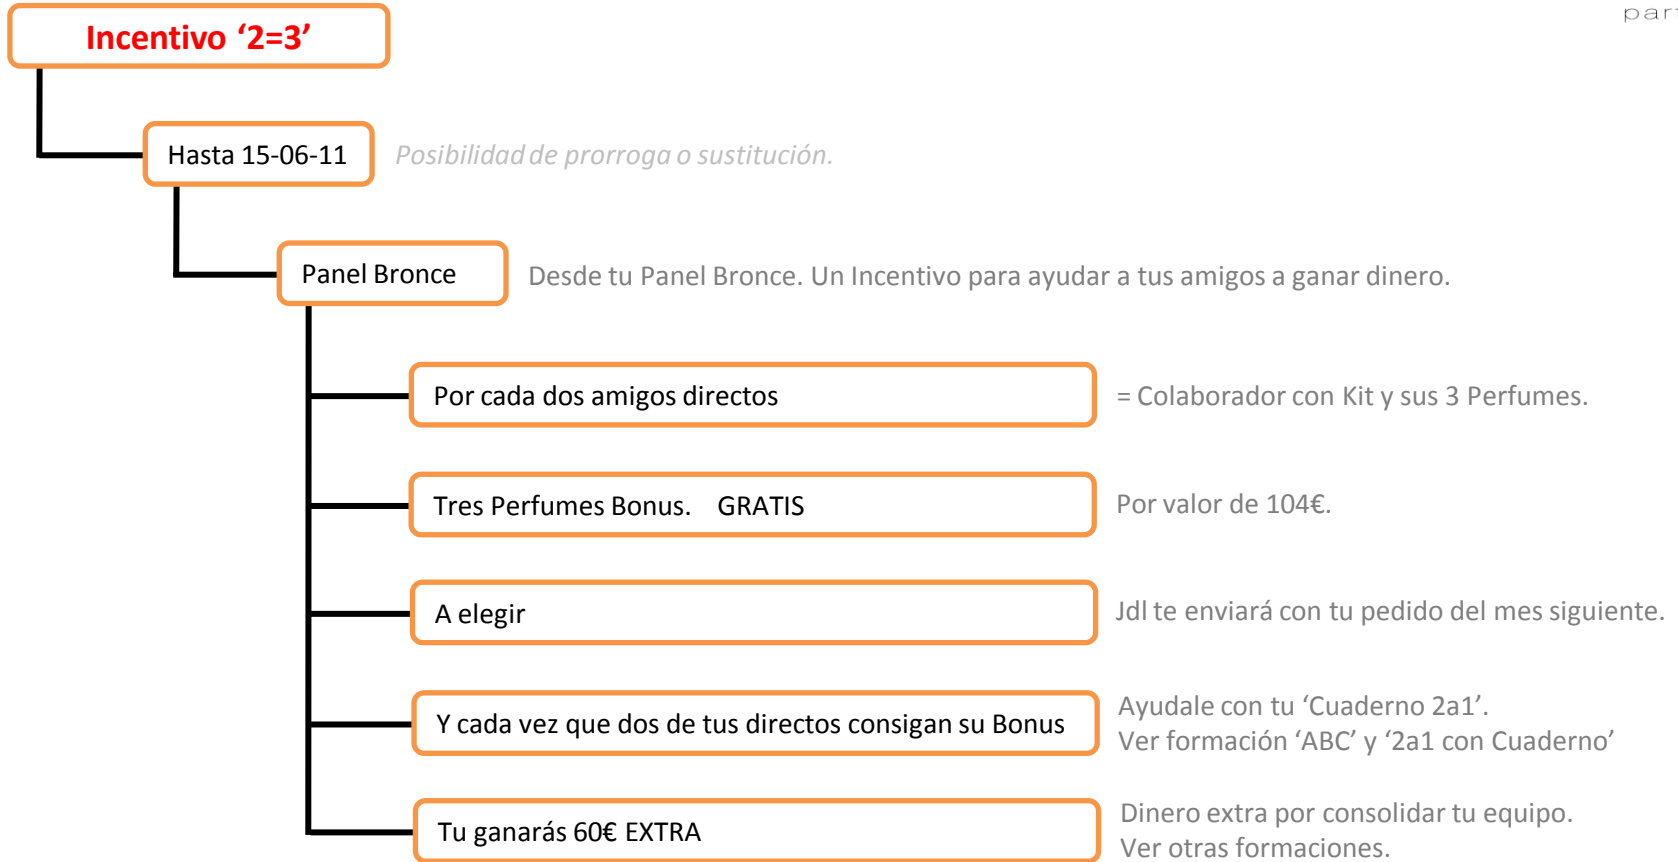 Incentivo ‘2=3’
Hasta 15-06-11 Posibilidad de prorroga o sustitución.
Panel Bronce Desde tu Panel Bronce. Un Incentivo para ayudar a tus amigos a ganar dinero.
Por cada dos amigos directos = Colaborador con Kit y sus 3 Perfumes.
Tres Perfumes Bonus. GRATIS Por valor de 104€.
A elegir Jdl te enviará con tu pedido del mes siguiente.
Y cada vez que dos de tus directos consigan su Bonus Ayudale con tu ‘Cuaderno 2a1’.
Ver formación ‘ABC’ y ‘2a1 con Cuaderno’
Tu ganarás 60€ EXTRA Dinero extra por consolidar tu equipo.
Ver otras formaciones.